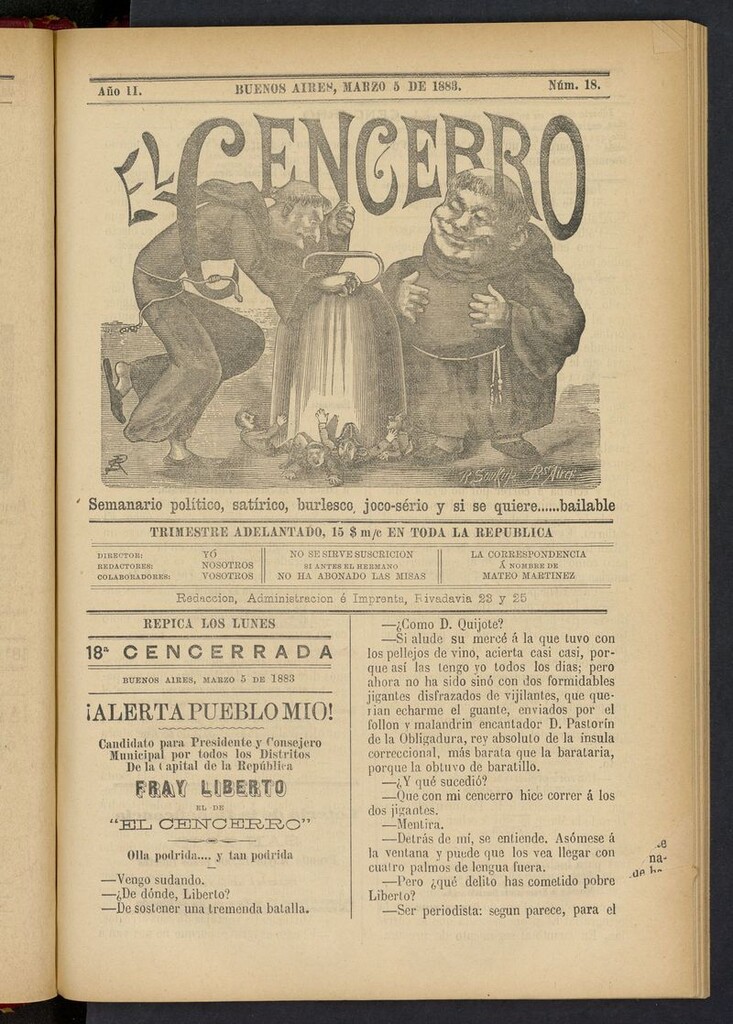 Año II. BUENOS AIRES, MARZO 5 DE 1883. Núm. 18.
EL CENCERRO
Semanario político, satírico, burlesco, joco-sério y si se quiere......bailable
TRIMESTRE ADELANTADO, 15 $ m/c EN TODA LA REPUBLICA
DIRECTOR: YÓ
REDACTORES: NOSOTROS
COLABORADORES: VOSOTROS
NO SE SIRVE SUSCRICION
SI ANTES EL HERMANO
NO HA ABONADO LAS MISAS
LA CORRESPONDENCIA
Á NOMBRE DE
MATEO MARTINEZ
Redaccion, Administracion é Imprenta, Rivadavia 23 y 25
REPICA LOS LUNES
18ª CENCERRADA
BUENOS AIRES, MARZO 5 DE 1883
¡ALERTA PUEBLO MIO!
Candidato para Presidente y Consejero
Municipal por todos los Distritos
De la Capital de la República
FRAY LIBERTO
EL DE
"EL CENCERRO"
Olla podrida.... y tan podrida
—Vengo sudando.
—¿De dónde, Liberto?
—De sostener una tremenda batalla.
—¿Como D. Quijote?
—Si alude su mercé á la que tuvo con
los pellejos de vino, acierta casi casi, por-
que así las tengo yo todos los dias; pero
ahora no ha sido sinó con dos formidables
jigantes disfrazados de vijilantes, que que-
rian echarme el guante, enviados por el
follon y malandrin encantador D. Pastorín
de la Obligadura, rey absoluto de la ínsula
correccional, más barata que la barataria,
porque la obtuvo de baratillo.
—¿Y qué sucedió?
—Que con mi cencerro hice correr á los
dos jigantes.
—Mentira.
—Detrás de mí, se entiende. Asómese á
la ventana y puede que los vea llegar con
cuatro palmos de lengua fuera.
—Pero ¿qué delito has cometido pobre
Liberto?
—Ser periodista: segun parece, para el